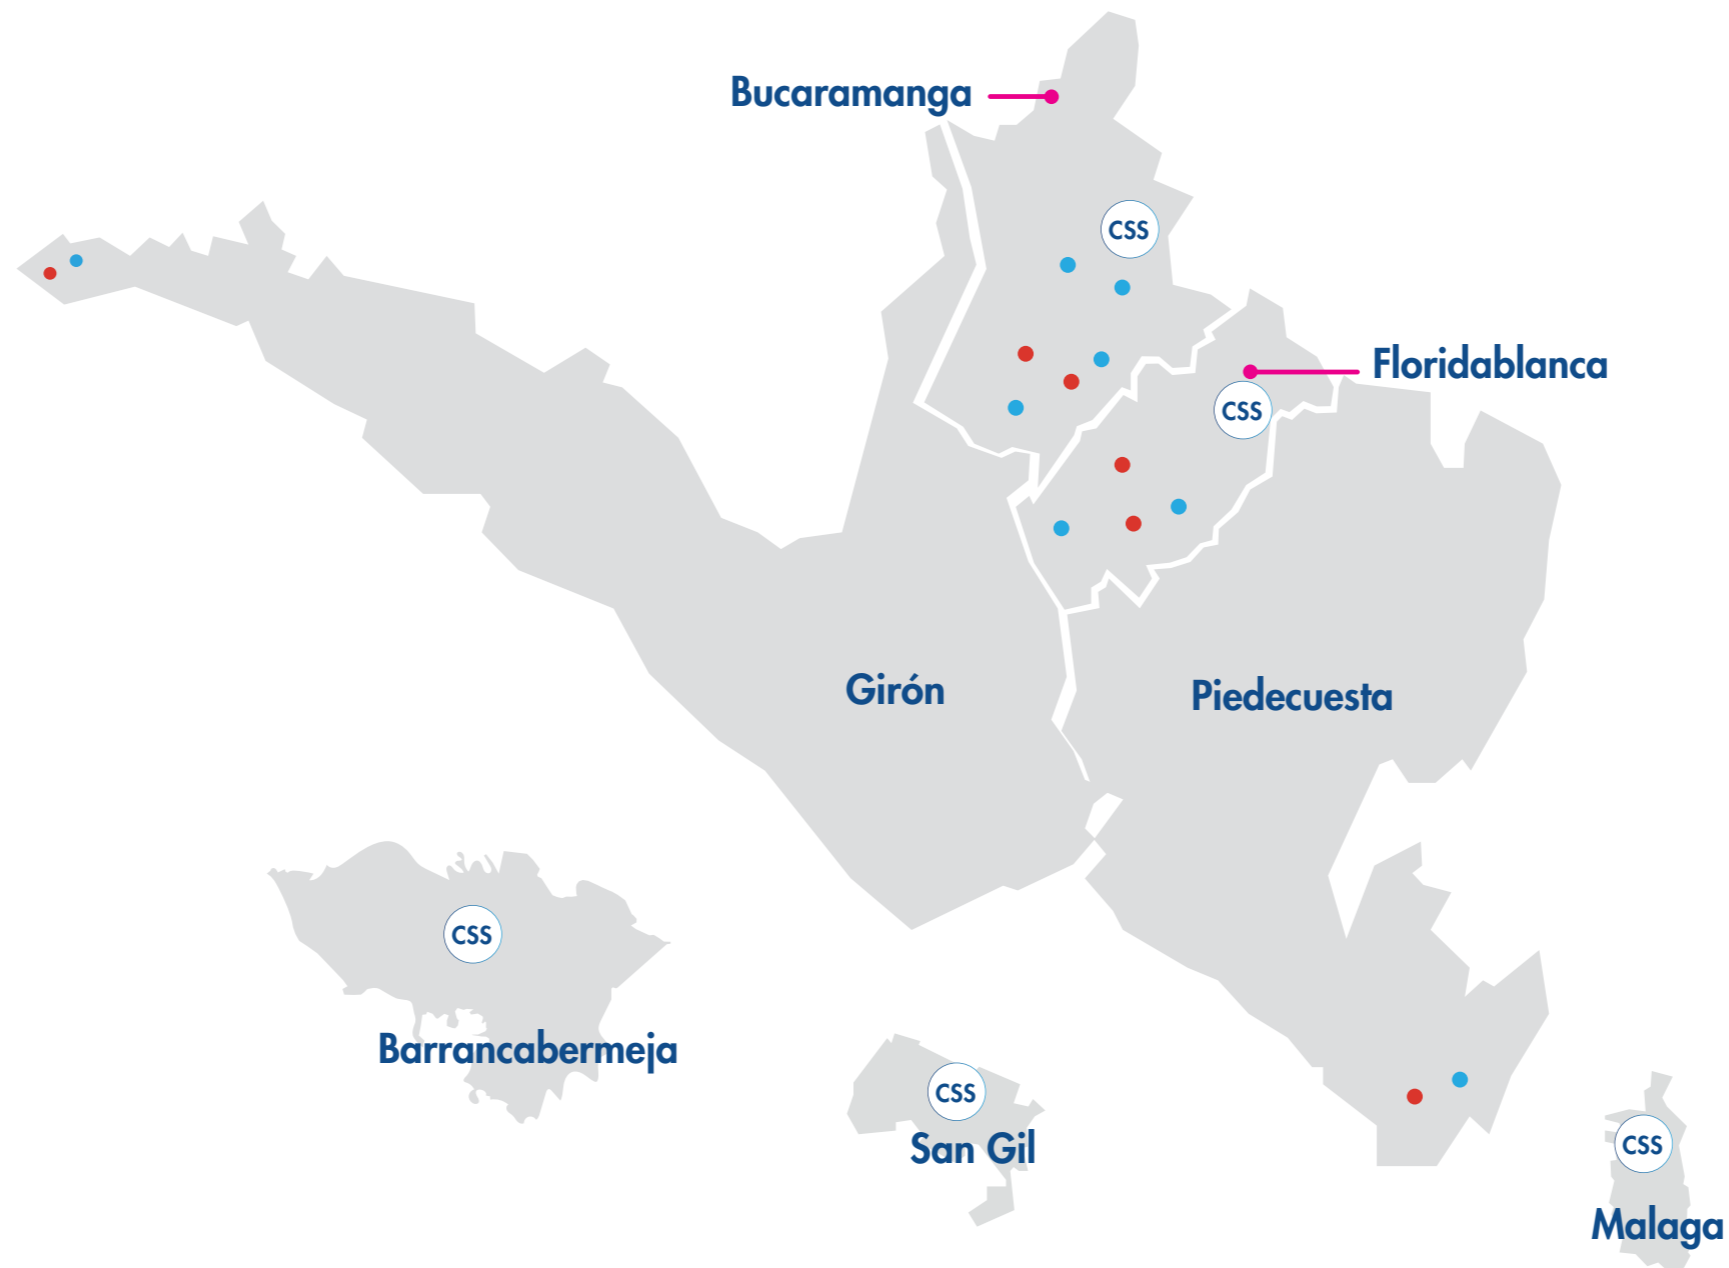 Bucaramanga
CSS
Floridablanca
CSS
Girón
Piedecuesta
CSS
Barrancabermeja
CSS
San Gil
CSS
Malaga